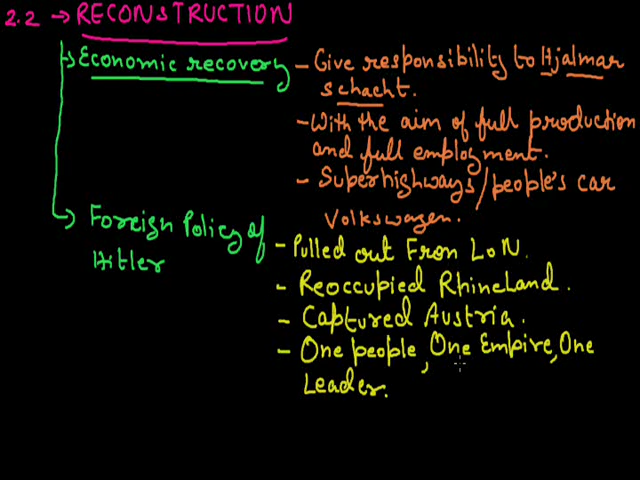 2.2 → RECONSTRUCTION
→ Economic recovery - Give responsibility to Hjalmar
schacht.
- With the aim of full production
and full employment.
- Superhighways/people's car
Volkswagen.
→ Foreign Policy of
Hitler
- Pulled out From LoN.
- Reoccupied RhineLand.
- Captured Austria.
- One people, One Empire, One
Leader.